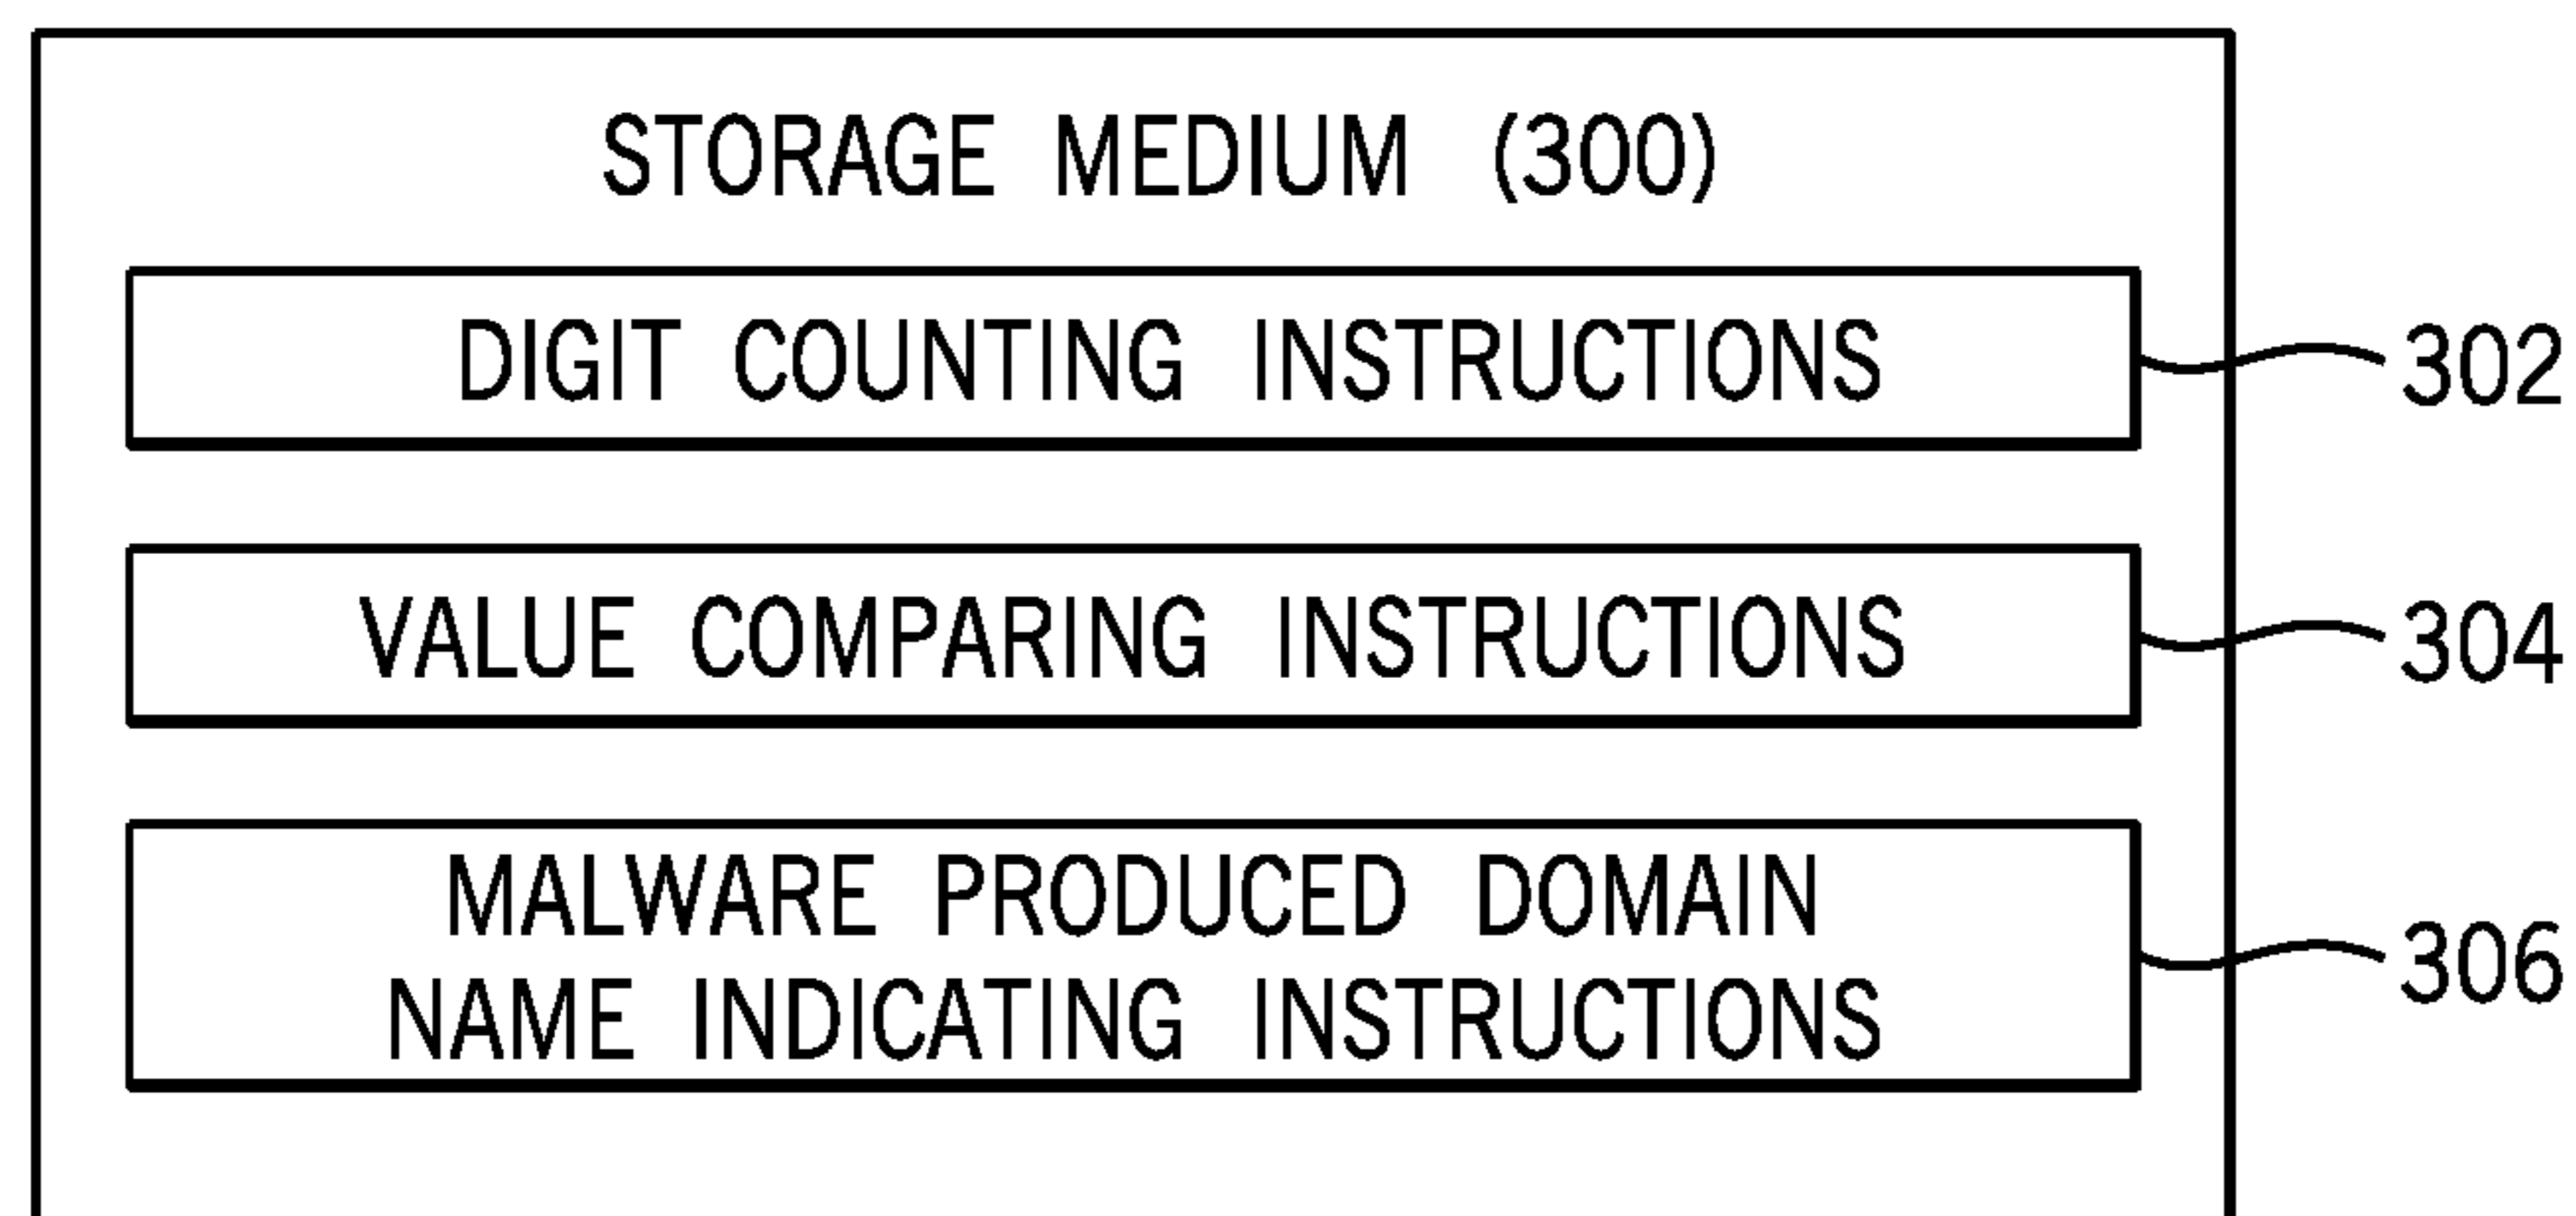 STORAGE MEDIUM (300)
DIGIT COUNTING INSTRUCTIONS
302
VALUE COMPARING INSTRUCTIONS
304
MALWARE PRODUCED DOMAIN
NAME INDICATING INSTRUCTIONS
306